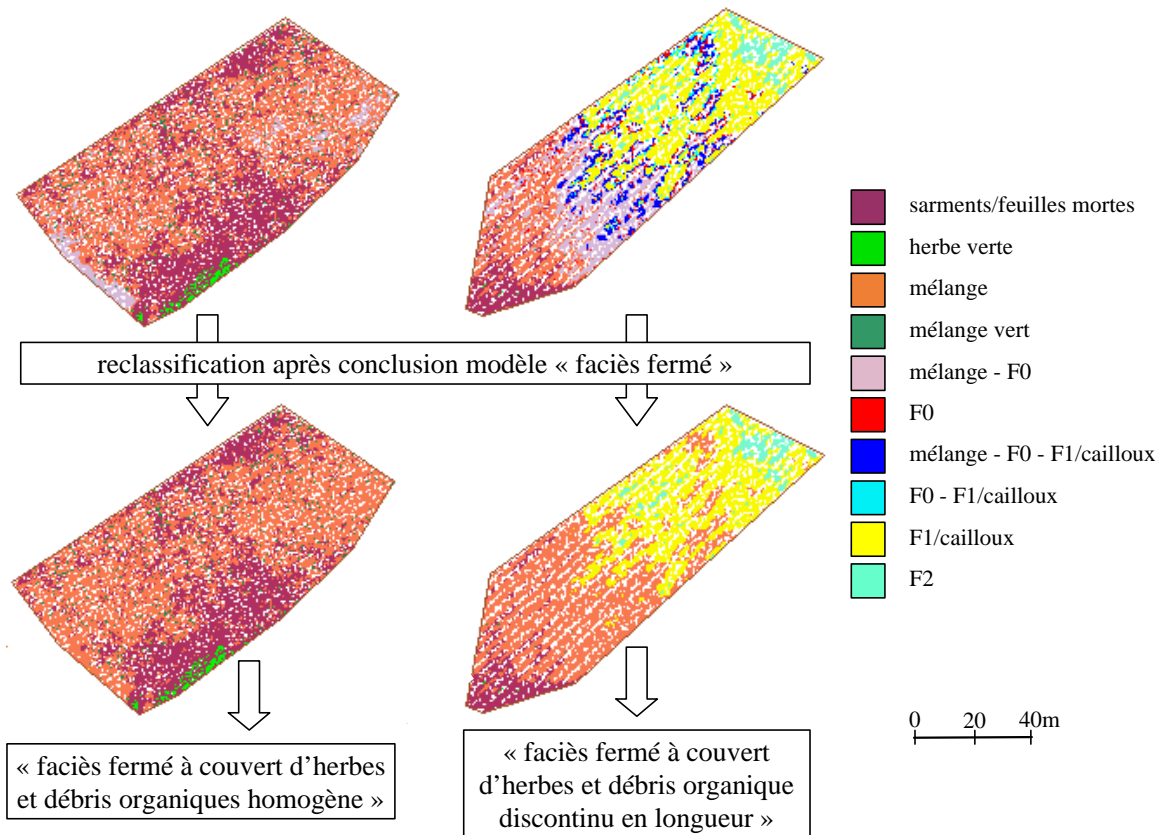 sarments/feuilles mortes
herbe verte
mélange
mélange vert
mélange - F0
F0
mélange - F0 - F1/cailloux
F0 - F1/cailloux
F1/cailloux
F2
reclassification après conclusion modèle « faciès fermé »
0 20 40m
« faciès fermé à couvert d’herbes
et débris organiques homogène »
« faciès fermé à couvert
d’herbes et débris organique
discontinu en longueur »